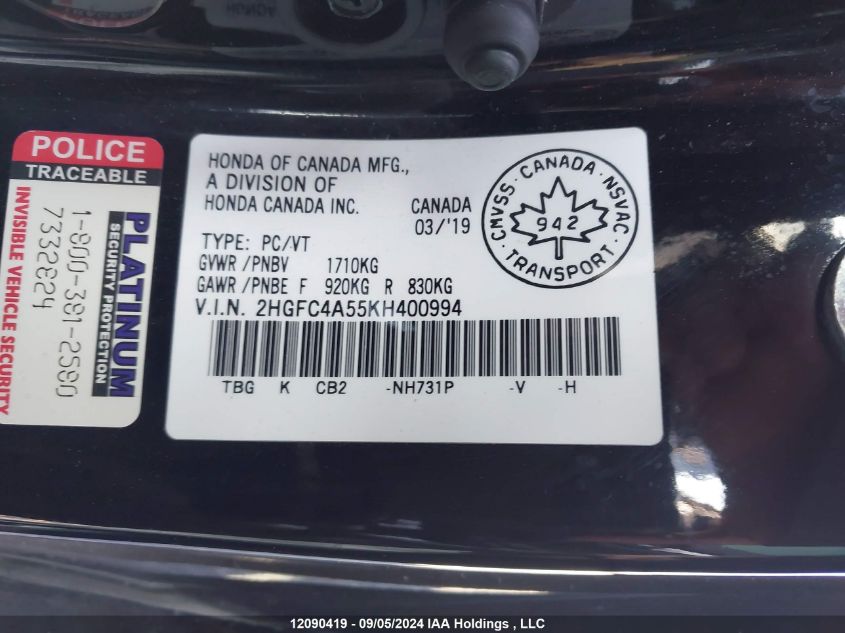 POLICE
TRACEABLE
INVISIBLE VEHICLE SECURITY
7332824
1-800-381-2580
PLATINUM
SECURITY PROTECTION
HONDA OF CANADA MFG.,
A DIVISION OF
HONDA CANADA INC. CANADA
03/'19
TYPE: PC/VT
GVWR /PNBV 1710KG
GAWR /PNBE F 920KG R 830KG
V.I.N. 2HGFC4A55KH400994
TBG K CB2 -NH731P -V -H
CMVSS · CANADA · NSVAC
942
· TRANSPORT ·
12090419 - 09/05/2024 IAA Holdings , LLC